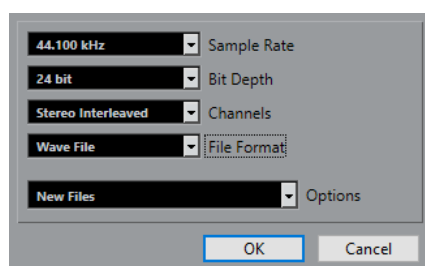 44.100 kHz Sample Rate
24 bit Bit Depth
Stereo Interleaved Channels
Wave File File Format
New Files Options
OK Cancel